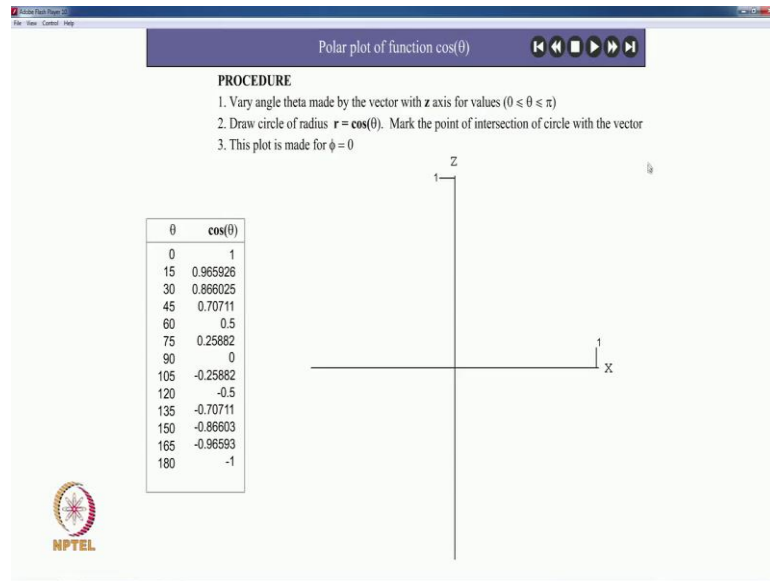 Adobe Flash Player 10
File View Control Help
Polar plot of function cos(θ)
PROCEDURE
1. Vary angle theta made by the vector with z axis for values (0 ⩽ θ ⩽ π)
2. Draw circle of radius r = cos(θ). Mark the point of intersection of circle with the vector
3. This plot is made for ϕ = 0
Z
1
θ cos(θ)
0 1
15 0.965926
30 0.866025
45 0.70711
60 0.5
75 0.25882
90 0
105 -0.25882
120 -0.5
135 -0.70711
150 -0.86603
165 -0.96593
180 -1
1
X
NPTEL